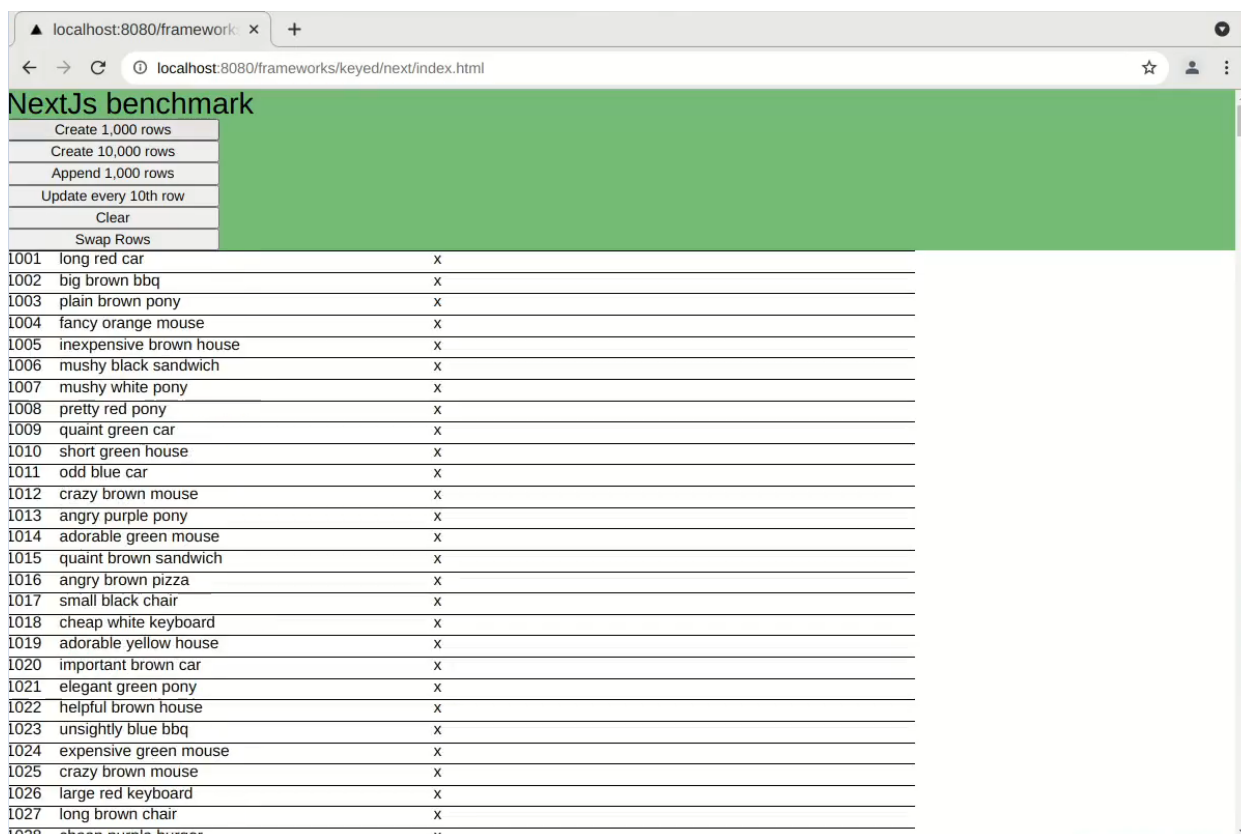 localhost:8080/framework
localhost:8080/frameworks/keyed/next/index.html
NextJs benchmark
Create 1,000 rows
Create 10,000 rows
Append 1,000 rows
Update every 10th row
Clear
Swap Rows
1001 long red car x
1002 big brown bbq x
1003 plain brown pony x
1004 fancy orange mouse x
1005 inexpensive brown house x
1006 mushy black sandwich x
1007 mushy white pony x
1008 pretty red pony x
1009 quaint green car x
1010 short green house x
1011 odd blue car x
1012 crazy brown mouse x
1013 angry purple pony x
1014 adorable green mouse x
1015 quaint brown sandwich x
1016 angry brown pizza x
1017 small black chair x
1018 cheap white keyboard x
1019 adorable yellow house x
1020 important brown car x
1021 elegant green pony x
1022 helpful brown house x
1023 unsightly blue bbq x
1024 expensive green mouse x
1025 crazy brown mouse x
1026 large red keyboard x
1027 long brown chair x
1028 cheap purple burger x